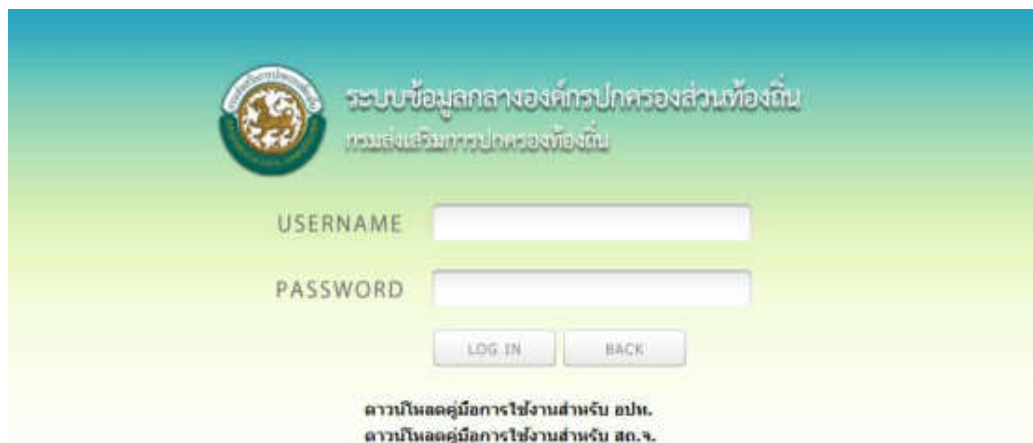 ระบบข้อมูลกลางองค์กรปกครองส่วนท้องถิ่น
กรมส่งเสริมการปกครองท้องถิ่น
USERNAME
PASSWORD
LOG IN
BACK
ดาวน์โหลดคู่มือการใช้งานสำหรับ อปท.
ดาวน์โหลดคู่มือการใช้งานสำหรับ สถ.จ.